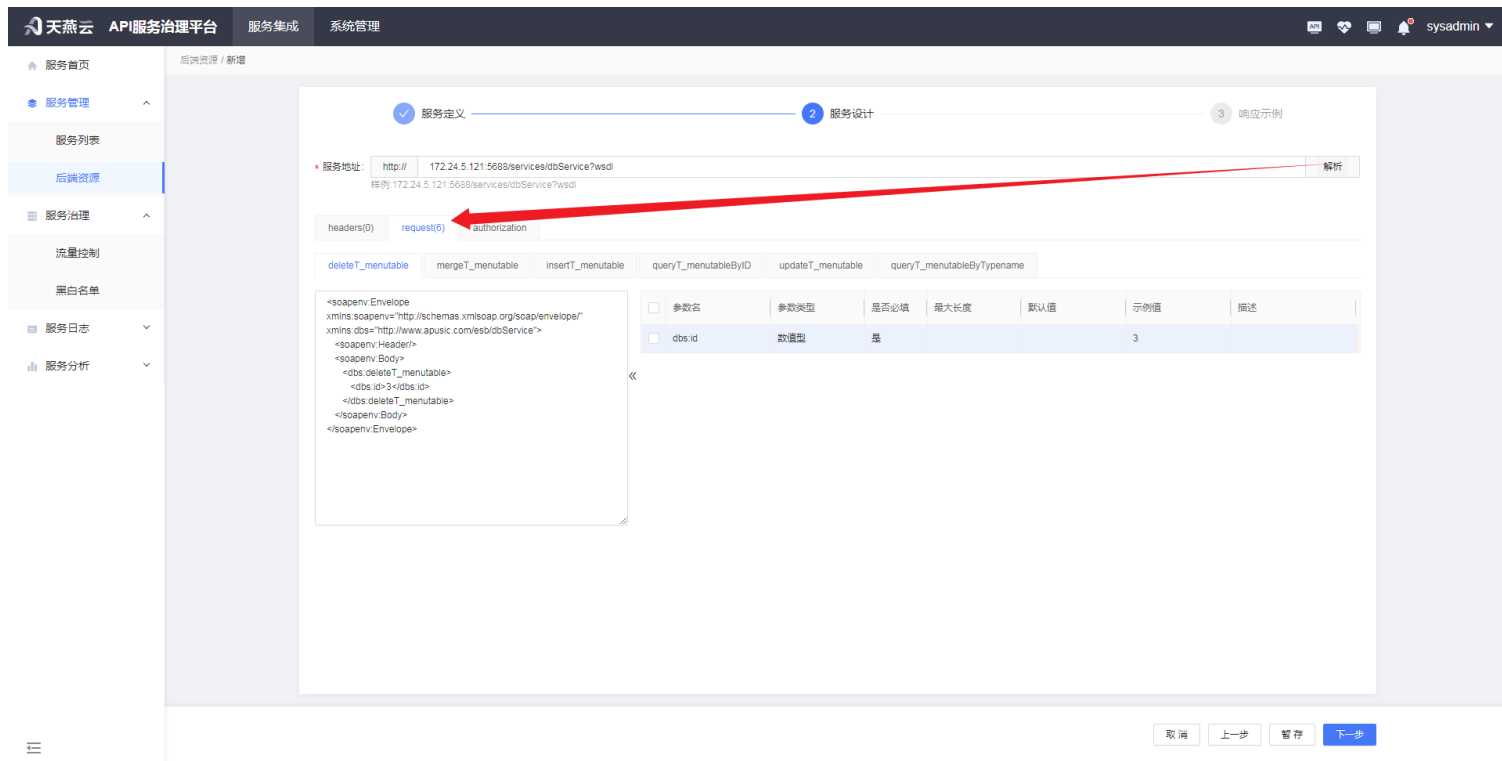 天燕云 API服务治理平台 服务集成 系统管理 API sysadmin
服务首页
服务管理
服务列表
后端资源
服务治理
流量控制
黑白名单
服务日志
服务分析
后端资源 / 新增
服务定义 2 服务设计 3 响应示例
* 服务地址: http:// 172.24.5.121:5688/services/dbService?wsdl 解析
样例:172.24.5.121:5688/services/dbService?wsdl
headers(0) request(6) authorization
deleteT_menutable mergeT_menutable insertT_menutable queryT_menutableByID updateT_menutable queryT_menutableByTypename
<soapenv:Envelope
xmlns:soapenv="http://schemas.xmlsoap.org/soap/envelope/"
xmlns:dbs="http://www.apusic.com/esb/dbService">
<soapenv:Header/>
<soapenv:Body>
<dbs:deleteT_menutable>
<dbs:id>3</dbs:id>
</dbs:deleteT_menutable>
</soapenv:Body>
</soapenv:Envelope>
参数名 参数类型 是否必填 最大长度 默认值 示例值 描述
dbs:id 数值型 是 3
取消 上一步 暂存 下一步